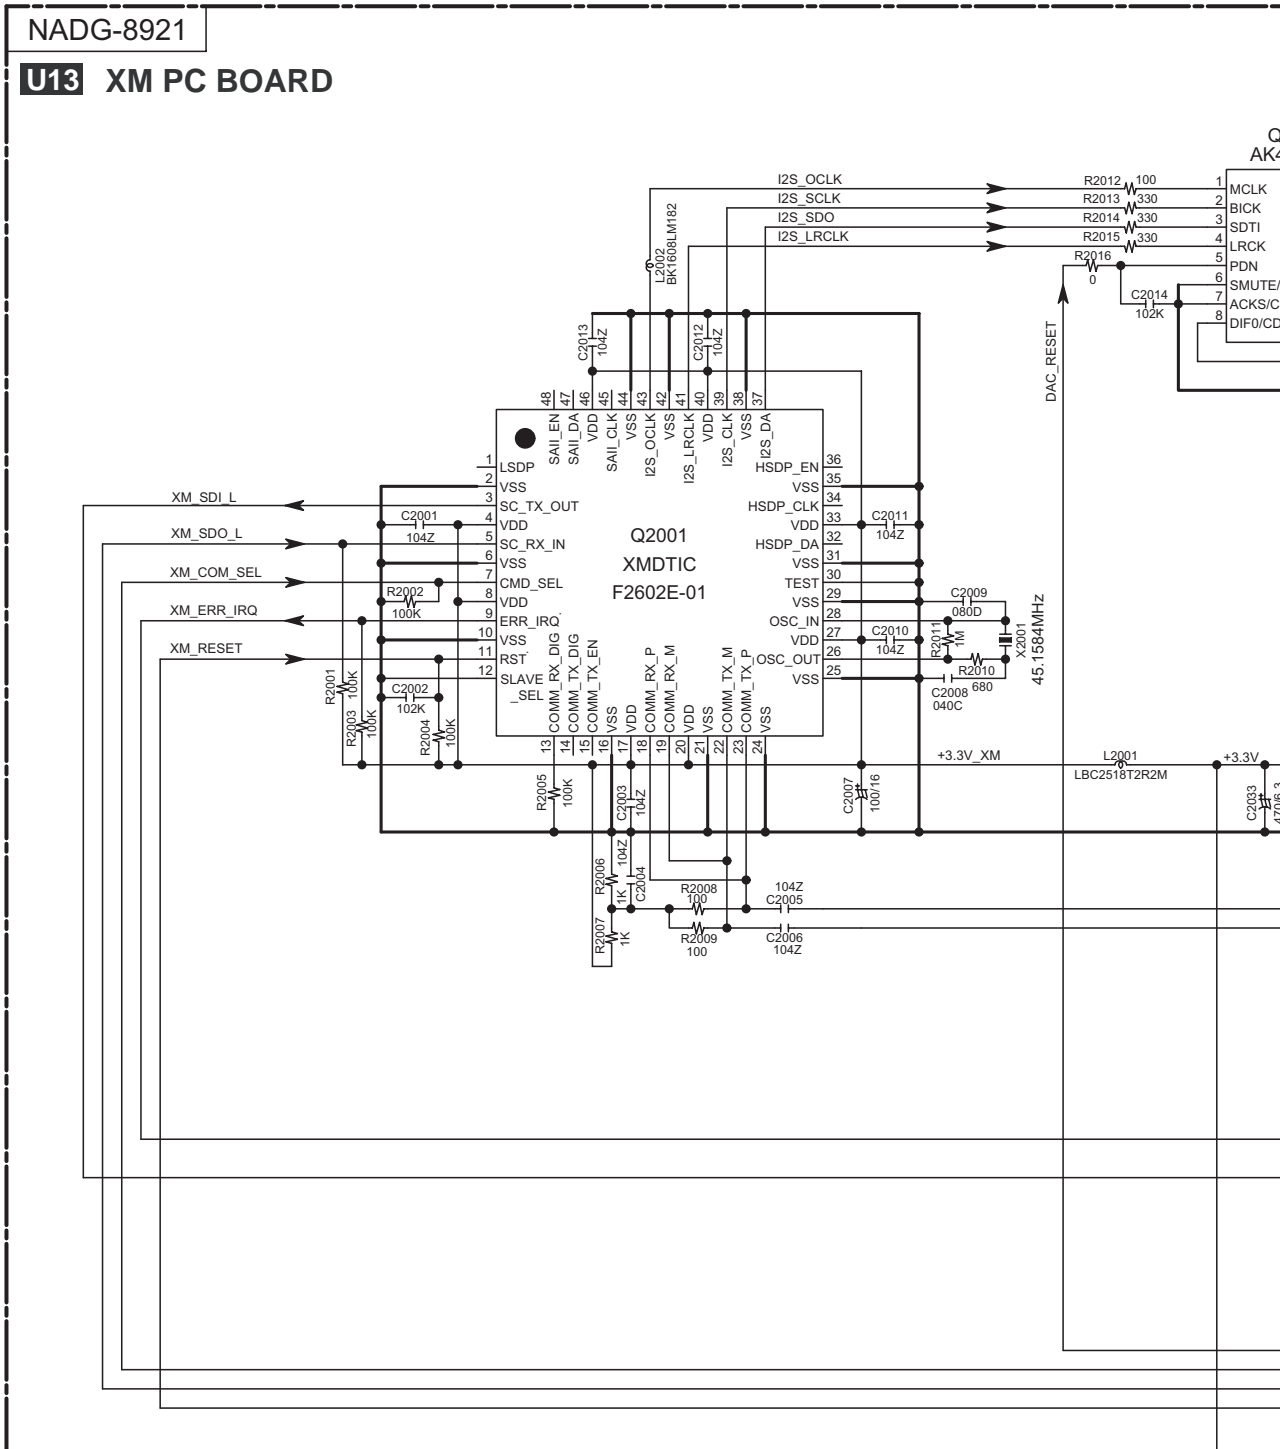 NADG-8921
U13 XM PC BOARD
I2S_OCLK
I2S_SCLK
I2S_SDO
I2S_LRCLK
R2012 100
R2013 330
R2014 330
R2015 330
R2016
0
C2014
102K
DAC_RESET
AK4
1 MCLK
2 BICK
3 SDTI
4 LRCK
5 PDN
6 SMUTE/
7 ACKS/C
8 DIF0/CD
L2002
BK1608LM182
C2013
104Z
C2012
104Z
48 SAII_EN
47 SAII_DA
46 VDD
45 SAII_CLK
44 VSS
43 I2S_OCLK
42 VSS
41 I2S_LRCLK
40 VDD
39 I2S_CLK
38 VSS
37 I2S_DA
Q2001
XMDTIC
F2602E-01
1 LSDP
2 VSS
3 SC_TX_OUT
4 VDD
5 SC_RX_IN
6 VSS
7 CMD_SEL
8 VDD
9 ERR_IRQ
10 VSS
11 RST
12 SLAVE
_SEL
36 HSDP_EN
35 VSS
34 HSDP_CLK
33 VDD
32 HSDP_DA
31 VSS
30 TEST
29 VSS
28 OSC_IN
27 VDD
26 OSC_OUT
25 VSS
13 COMM_RX_DIG
14 COMM_TX_DIG
15 COMM_TX_EN
16 VSS
17 VDD
18 COMM_RX_P
19 COMM_RX_M
20 VDD
21 VSS
22 COMM_TX_M
23 COMM_TX_P
24 VSS
XM_SDI_L
XM_SDO_L
XM_COM_SEL
XM_ERR_IRQ
XM_RESET
C2001
104Z
R2002
100K
C2002
102K
R2001
100K
R2003
100K
R2004
100K
C2011
104Z
C2010
104Z
C2009
080D
R2011
1M
X2001
45.1584MHz
R2010
680
C2008
040C
+3.3V_XM
L2001
LBC2518T2R2M
+3.3V
C2033
C2007
100/16
R2005
100K
C2003
104Z
104Z
C2004
R2006
1K
R2007
1K
R2008
100
R2009
100
104Z
C2005
C2006
104Z